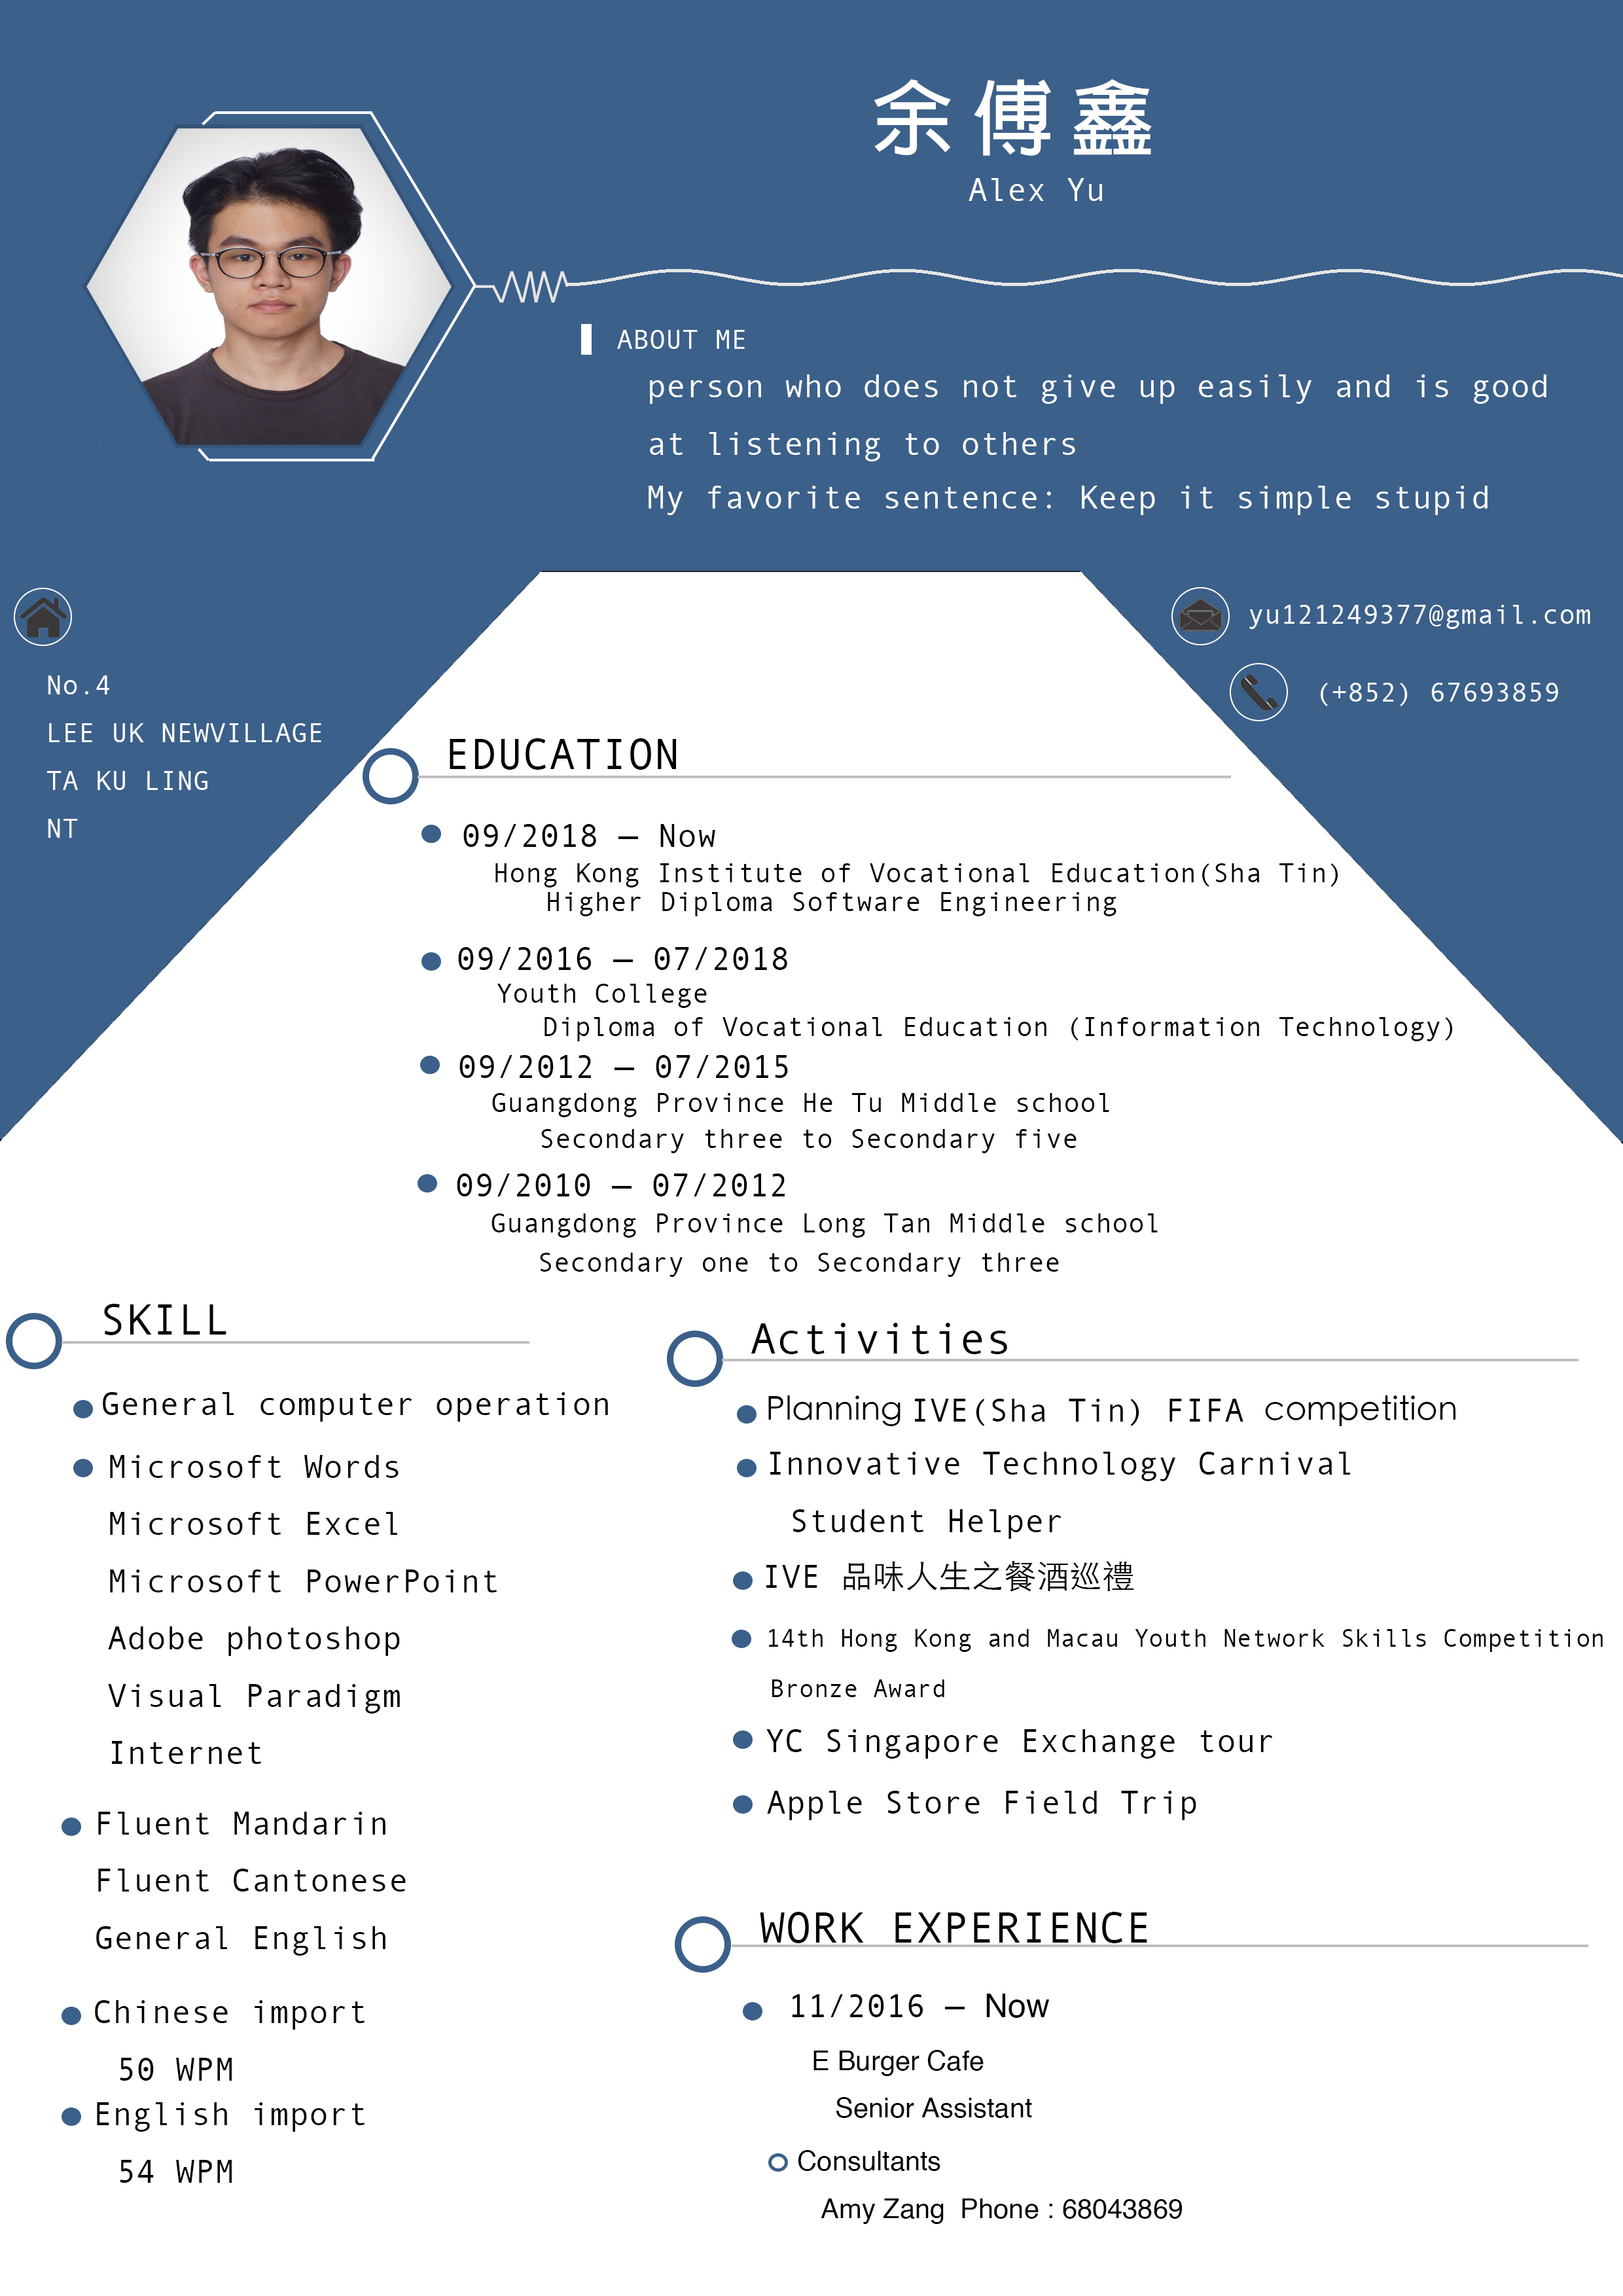 余傅鑫
Alex Yu
ABOUT ME
person who does not give up easily and is good
at listening to others
My favorite sentence: Keep it simple stupid
yu121249377@gmail.com
(+852) 67693859
No.4
LEE UK NEWVILLAGE
TA KU LING
NT
EDUCATION
09/2018 — Now
Hong Kong Institute of Vocational Education(Sha Tin)
Higher Diploma Software Engineering
09/2016 — 07/2018
Youth College
Diploma of Vocational Education (Information Technology)
09/2012 — 07/2015
Guangdong Province He Tu Middle school
Secondary three to Secondary five
09/2010 — 07/2012
Guangdong Province Long Tan Middle school
Secondary one to Secondary three
SKILL
General computer operation
Microsoft Words
Microsoft Excel
Microsoft PowerPoint
Adobe photoshop
Visual Paradigm
Internet
Fluent Mandarin
Fluent Cantonese
General English
Chinese import
50 WPM
English import
54 WPM
Activities
Planning IVE(Sha Tin) FIFA competition
Innovative Technology Carnival
Student Helper
IVE 品味人生之餐酒巡禮
14th Hong Kong and Macau Youth Network Skills Competition
Bronze Award
YC Singapore Exchange tour
Apple Store Field Trip
WORK EXPERIENCE
11/2016 — Now
E Burger Cafe
Senior Assistant
Consultants
Amy Zang Phone : 68043869